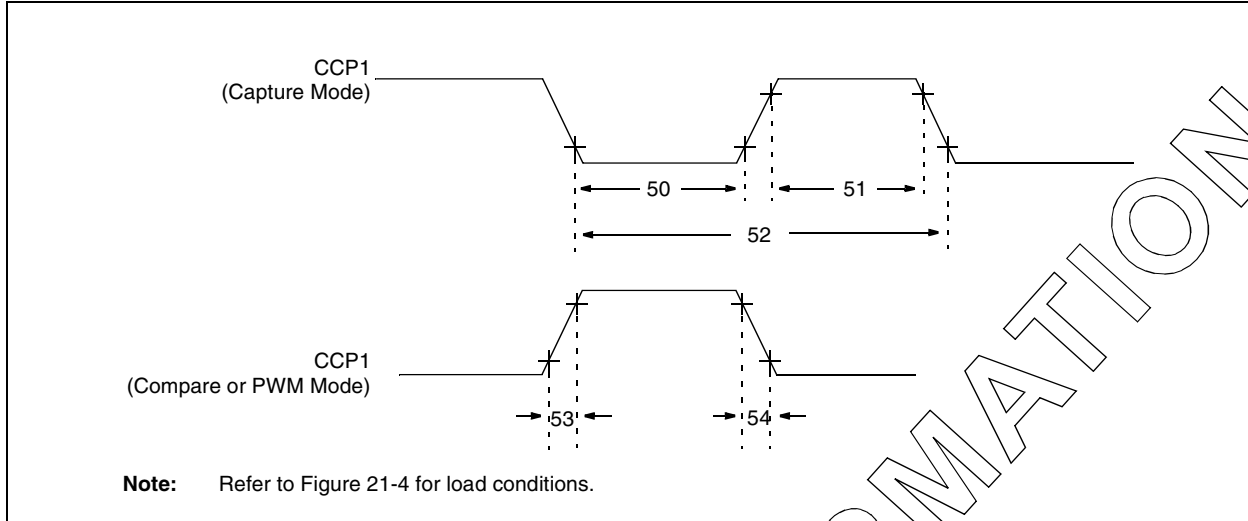 CCP1
(Capture Mode)
50
51
52
CCP1
(Compare or PWM Mode)
53
54
Note: Refer to Figure 21-4 for load conditions.
RMATION